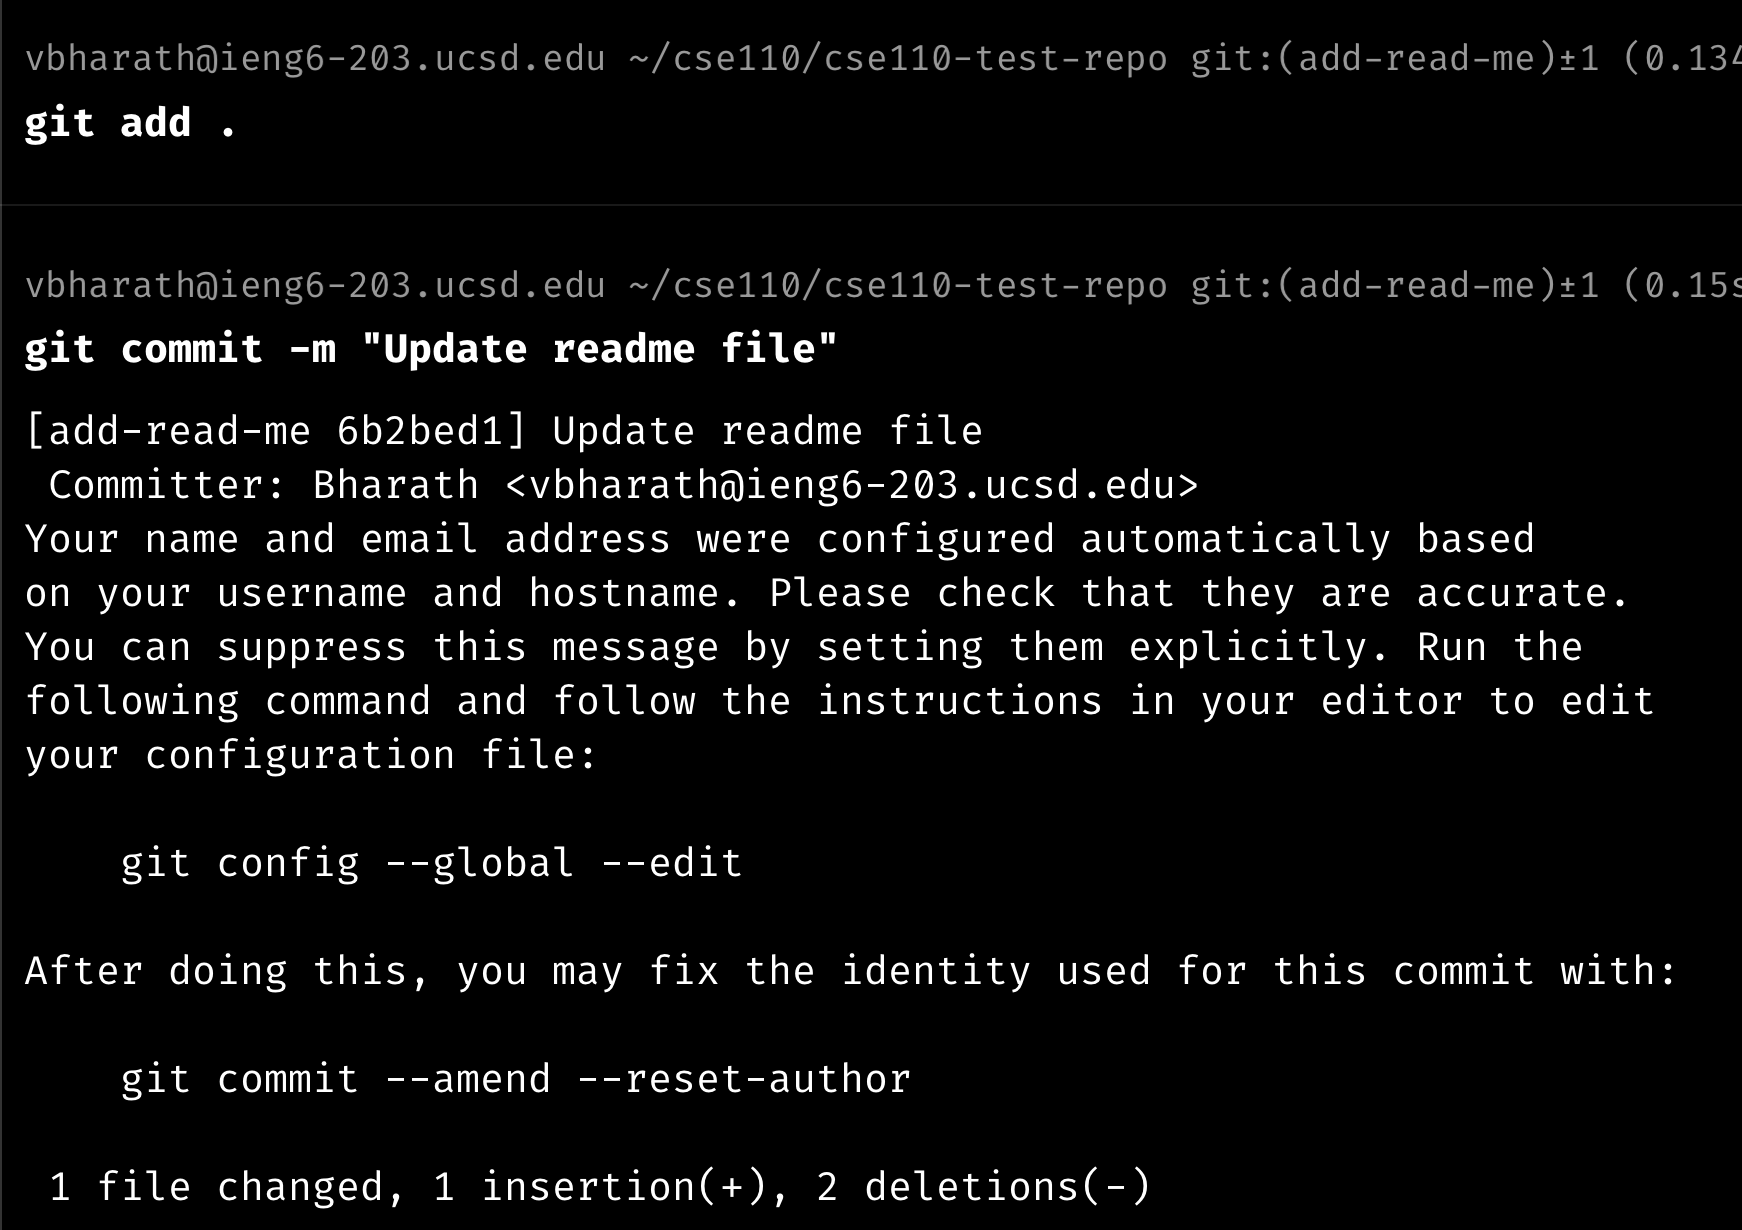 vbharath@ieng6-203.ucsd.edu ~/cse110/cse110-test-repo git:(add-read-me)±1 (0.134
git add .
vbharath@ieng6-203.ucsd.edu ~/cse110/cse110-test-repo git:(add-read-me)±1 (0.15s
git commit -m "Update readme file"
[add-read-me 6b2bed1] Update readme file
 Committer: Bharath <vbharath@ieng6-203.ucsd.edu>
Your name and email address were configured automatically based
on your username and hostname. Please check that they are accurate.
You can suppress this message by setting them explicitly. Run the
following command and follow the instructions in your editor to edit
your configuration file:
    git config --global --edit
After doing this, you may fix the identity used for this commit with:
    git commit --amend --reset-author
 1 file changed, 1 insertion(+), 2 deletions(-)